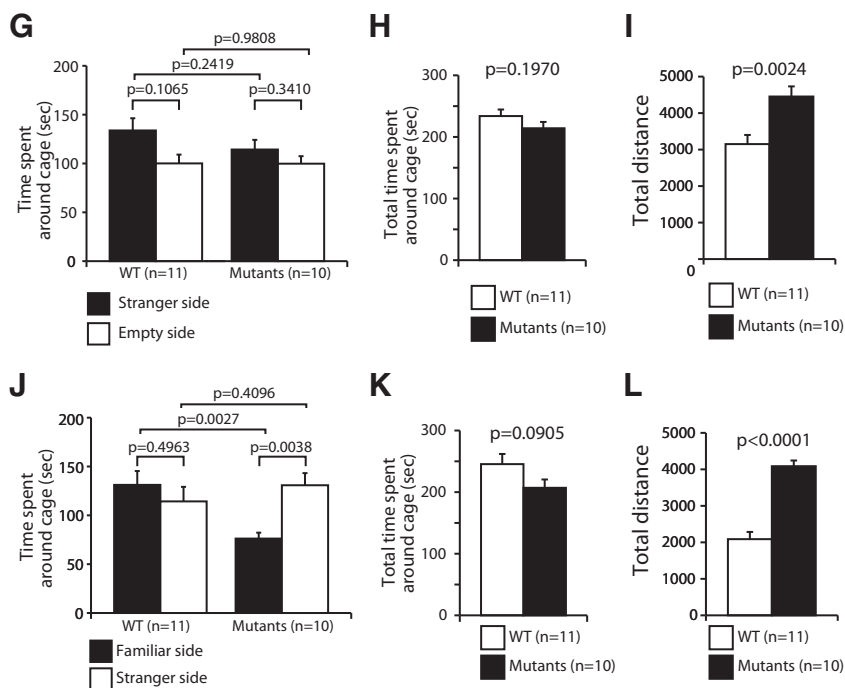 G
p=0.9808
p=0.2419
p=0.1065
p=0.3410
200
150
100
50
0
Time spent
around cage (sec)
WT (n=11)
Mutants (n=10)
Stranger side
Empty side
H
p=0.1970
300
200
100
0
Total time spent
around cage (sec)
WT (n=11)
Mutants (n=10)
I
p=0.0024
5000
4000
3000
2000
1000
0
Total distance
WT (n=11)
Mutants (n=10)
J
p=0.4096
p=0.0027
p=0.4963
p=0.0038
200
150
100
50
0
Time spent
around cage (sec)
WT (n=11)
Mutants (n=10)
Familiar side
Stranger side
K
p=0.0905
300
200
100
0
Total time spent
around cage (sec)
WT (n=11)
Mutants (n=10)
L
p<0.0001
5000
4000
3000
2000
1000
0
Total distance
WT (n=11)
Mutants (n=10)